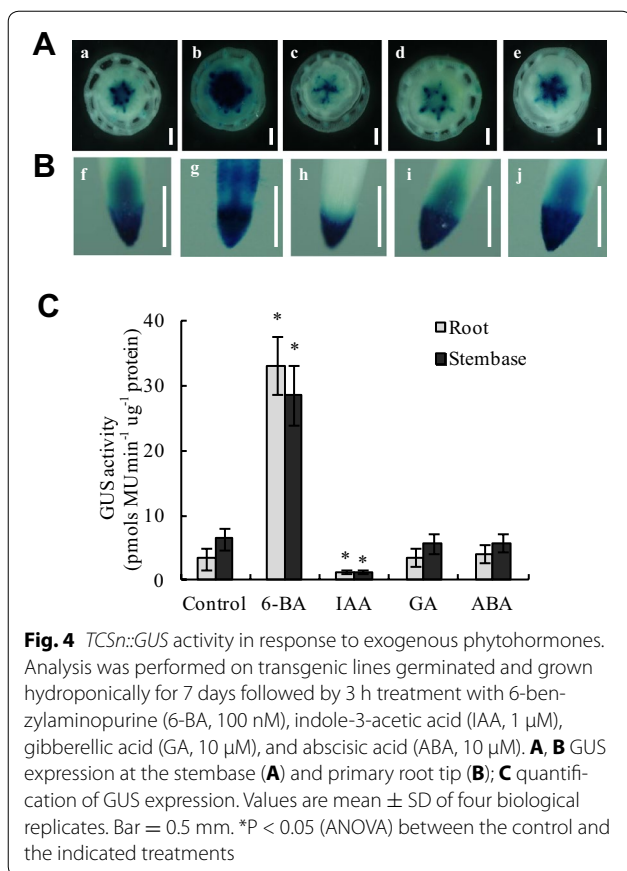 A
a b c d e
B
f g h i j
C
40
30
20
10
0
GUS activity
(pmols MU min-1 ug-1 protein)
* * * *
Root
Stembase
Control 6-BA IAA GA ABA
Fig. 4 TCSn::GUS activity in response to exogenous phytohormones.
Analysis was performed on transgenic lines germinated and grown
hydroponically for 7 days followed by 3 h treatment with 6-ben-
zylaminopurine (6-BA, 100 nM), indole-3-acetic acid (IAA, 1 μM),
gibberellic acid (GA, 10 μM), and abscisic acid (ABA, 10 μM). A, B GUS
expression at the stembase (A) and primary root tip (B); C quantifi-
cation of GUS expression. Values are mean ± SD of four biological
replicates. Bar = 0.5 mm. *P < 0.05 (ANOVA) between the control and
the indicated treatments